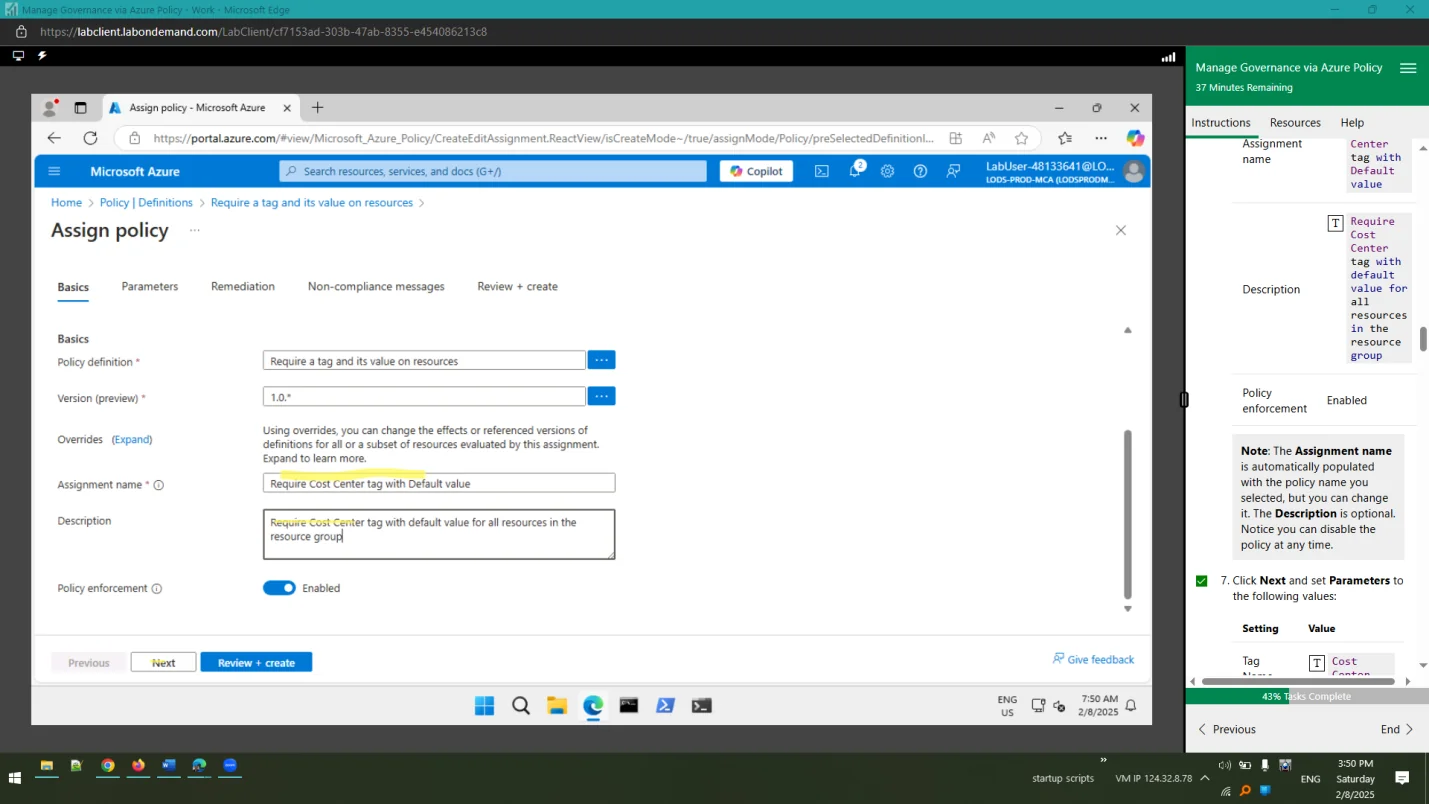 Manage Governance via Azure Policy - Work - Microsoft Edge
https://labclient.labondemand.com/LabClient/cf7153ad-303b-47ab-8355-e454086213c8
Assign policy - Microsoft Azure
https://portal.azure.com/#view/Microsoft_Azure_Policy/CreateEditAssignment.ReactView/isCreateMode~/true/assignMode/Policy/preSelectedDefinitionI...
Microsoft Azure
Search resources, services, and docs (G+/)
Copilot
2
LabUser-48133641@LO...
LODS-PROD-MCA (LODSPRODM...
Home > Policy | Definitions > Require a tag and its value on resources >
Assign policy ...
Basics
Parameters
Remediation
Non-compliance messages
Review + create
Basics
Policy definition *
Require a tag and its value on resources
Version (preview) *
1.0.*
Overrides (Expand)
Using overrides, you can change the effects or referenced versions of
definitions for all or a subset of resources evaluated by this assignment.
Expand to learn more.
Assignment name *
Require Cost Center tag with Default value
Description
Require Cost Center tag with default value for all resources in the
resource group
Policy enforcement
Enabled
Previous
Next
Review + create
Give feedback
ENG
US
7:50 AM
2/8/2025
Manage Governance via Azure Policy
37 Minutes Remaining
Instructions
Resources
Help
Assignment
name
Center
tag with
Default
value
Description
T
Require
Cost
Center
tag with
default
value for
all
resources
in the
resource
group
Policy
enforcement
Enabled
Note: The Assignment name
is automatically populated
with the policy name you
selected, but you can change
it. The Description is optional.
Notice you can disable the
policy at any time.
7. Click Next and set Parameters to
the following values:
Setting
Value
Tag
Name
T
Cost
Center
43% Tasks Complete
Previous
End
startup scripts
VM IP 124.32.8.78
ENG
3:50 PM
Saturday
2/8/2025